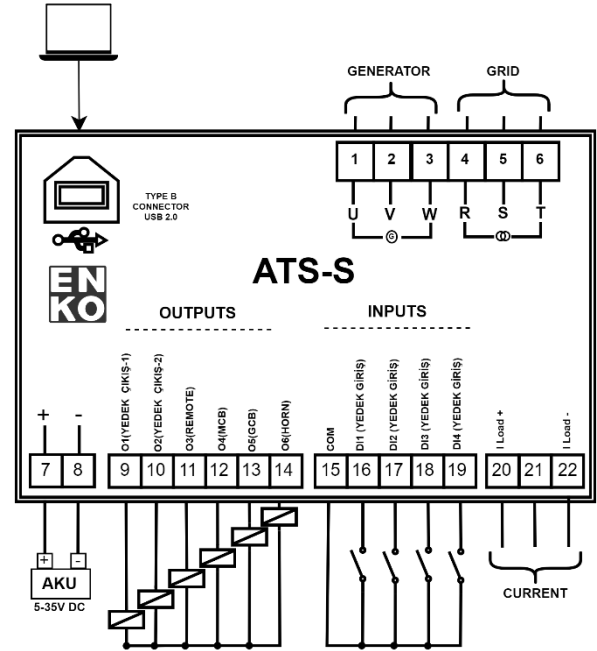 GENERATOR
GRID
1 2 3 4 5 6
U V W R S T
G
TYPE B
CONNECTOR
USB 2.0
EN
KO
ATS-S
OUTPUTS
INPUTS
+
-
O1(YEDEK ÇIKIŞ-1)
O2(YEDEK ÇIKIŞ-2)
O3(REMOTE)
O4(MCB)
O5(GCB)
O6(HORN)
COM
DI1 (YEDEK GİRİŞ)
DI2 (YEDEK GİRİŞ)
DI3 (YEDEK GİRİŞ)
DI4 (YEDEK GİRİŞ)
I Load +
I Load -
7 8 9 10 11 12 13 14 15 16 17 18 19 20 21 22
+ -
AKU
5-35V DC
CURRENT